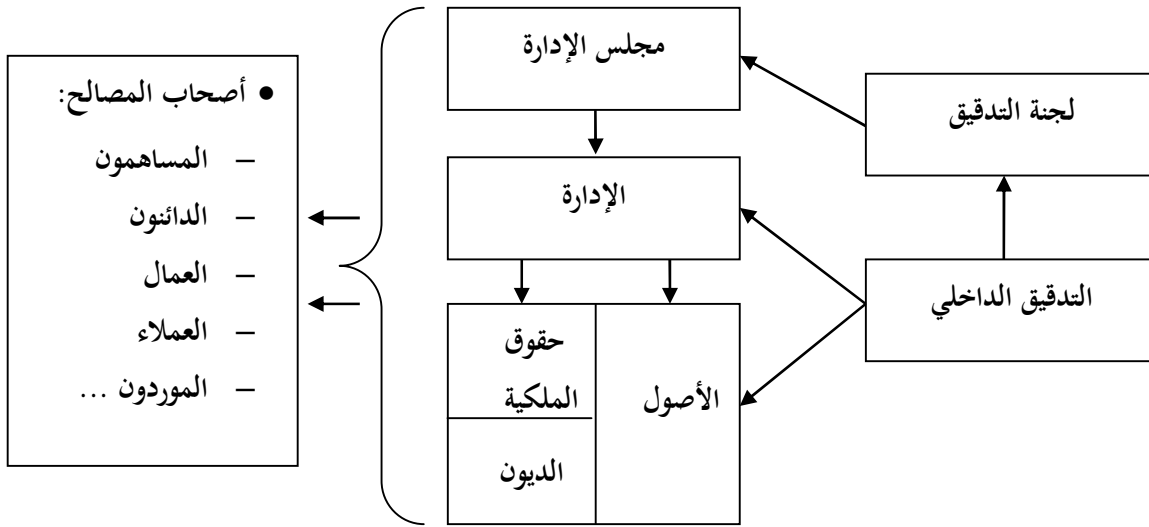 مجلس الإدارة
لجنة التدقيق
الإدارة
التدقيق الداخلي
الأصول
حقوق
الملكية
الديون
• أصحاب المصالح:
– المساهمون
– الدائنون
– العمال
– العملاء
– الموردون ...